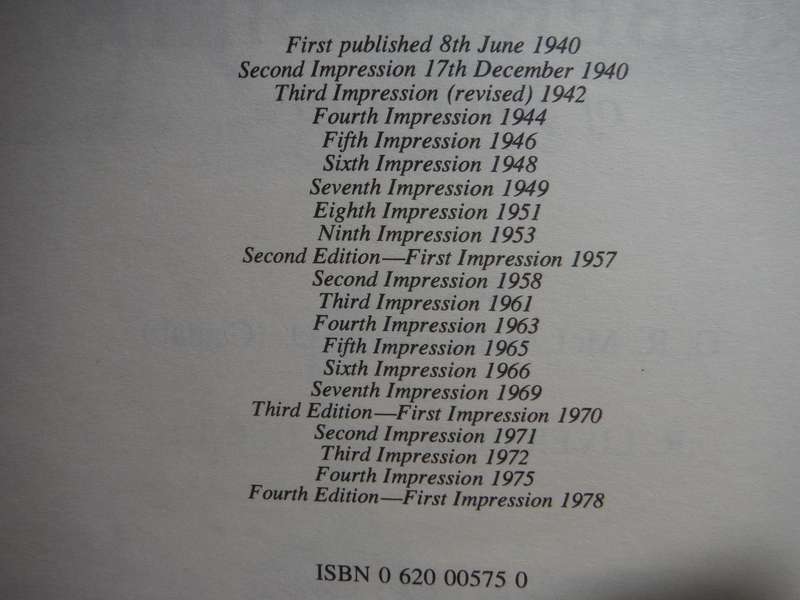 First published 8th June 1940
Second Impression 17th December 1940
Third Impression (revised) 1942
Fourth Impression 1944
Fifth Impression 1946
Sixth Impression 1948
Seventh Impression 1949
Eighth Impression 1951
Ninth Impression 1953
Second Edition—First Impression 1957
Second Impression 1958
Third Impression 1961
Fourth Impression 1963
Fifth Impression 1965
Sixth Impression 1966
Seventh Impression 1969
Third Edition—First Impression 1970
Second Impression 1971
Third Impression 1972
Fourth Impression 1975
Fourth Edition—First Impression 1978
ISBN 0 620 00575 0